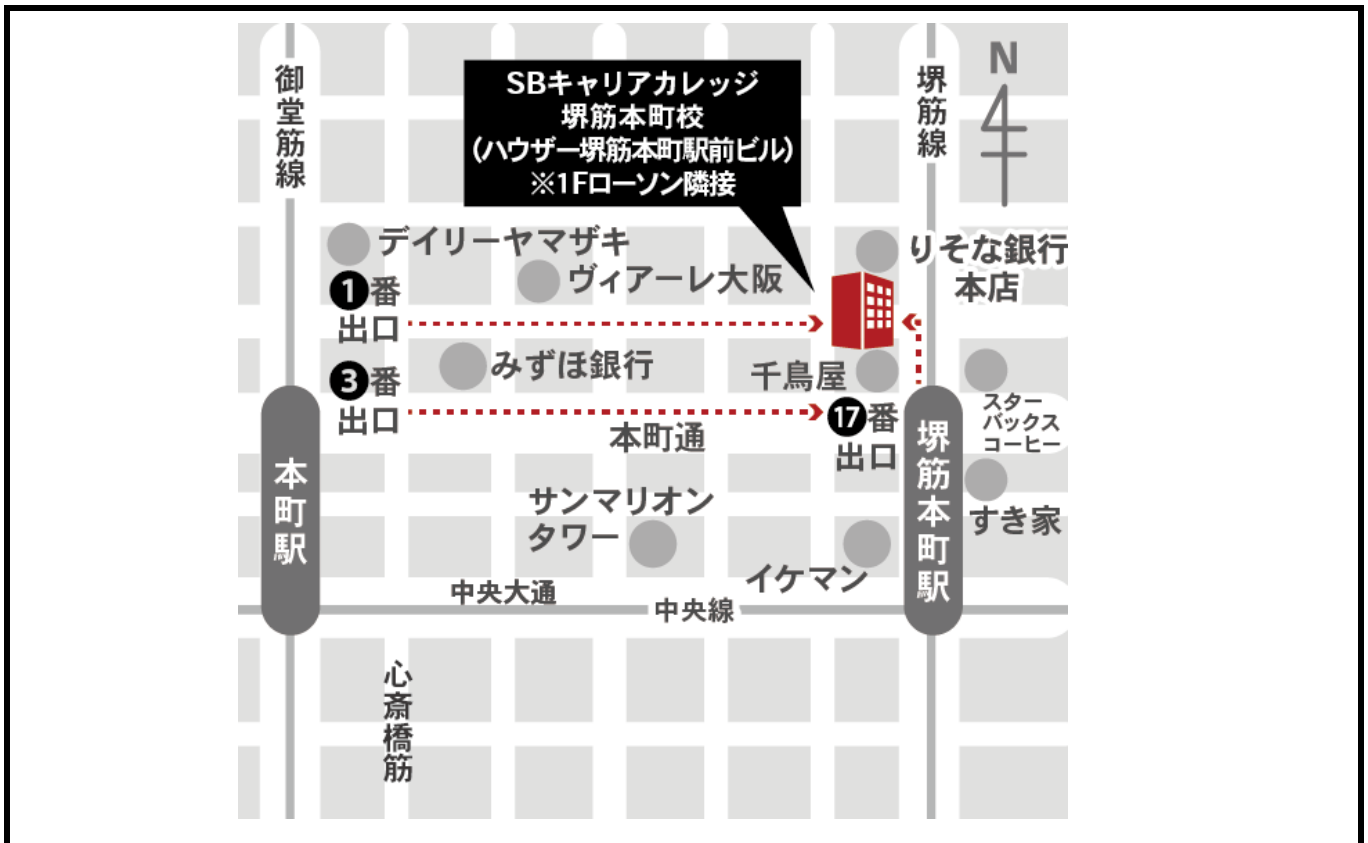 御堂筋線
SBキャリアカレッジ
堺筋本町校
(ハウザー堺筋本町駅前ビル)
※1Fローソン隣接
堺筋線
N
デイリーヤマザキ
ヴィアーレ大阪
りそな銀行
本店
1番
出口
みずほ銀行
千鳥屋
3番
出口
本町通
17番
出口
スター
バックス
コーヒー
本町駅
堺筋本町駅
サンマリオン
タワー
すき家
イケマン
中央大通
中央線
心斎橋筋